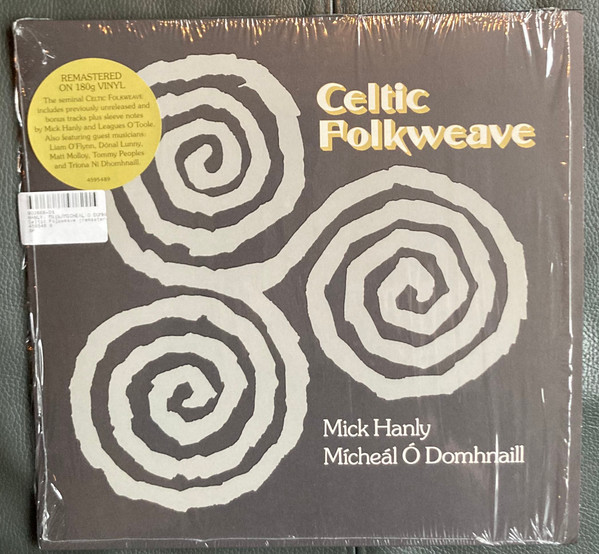 REMASTERED
ON 180g VINYL
The seminal CELTIC FOLKWEAVE
includes previously unreleased and
bonus tracks plus sleeve notes
by Mick Hanly and Leagues O'Toole.
Also featuring guest musicians:
Liam O'Flynn, Dónal Lunny,
Matt Molloy, Tommy Peoples
and Tríona Ní Dhomhnaill.
4595489
Celtic
Folkweave
Mick Hanly
Mícheál Ó Domhnaill